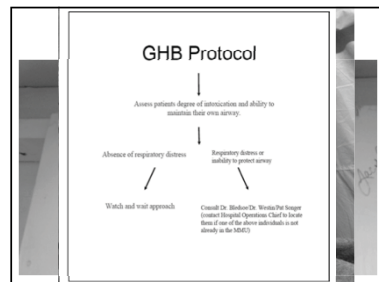 GHB Protocol
Assess patients degree of intoxication and ability to
maintain their own airway.
Absence of respiratory distress
Respiratory distress or
inability to protect airway
Watch and wait approach
Consult Dr. Bledsoe/Dr. Westin/Pat Songer
(contact Hospital Operations Chief to locate
them if one of the above individuals is not
already in the MMU)